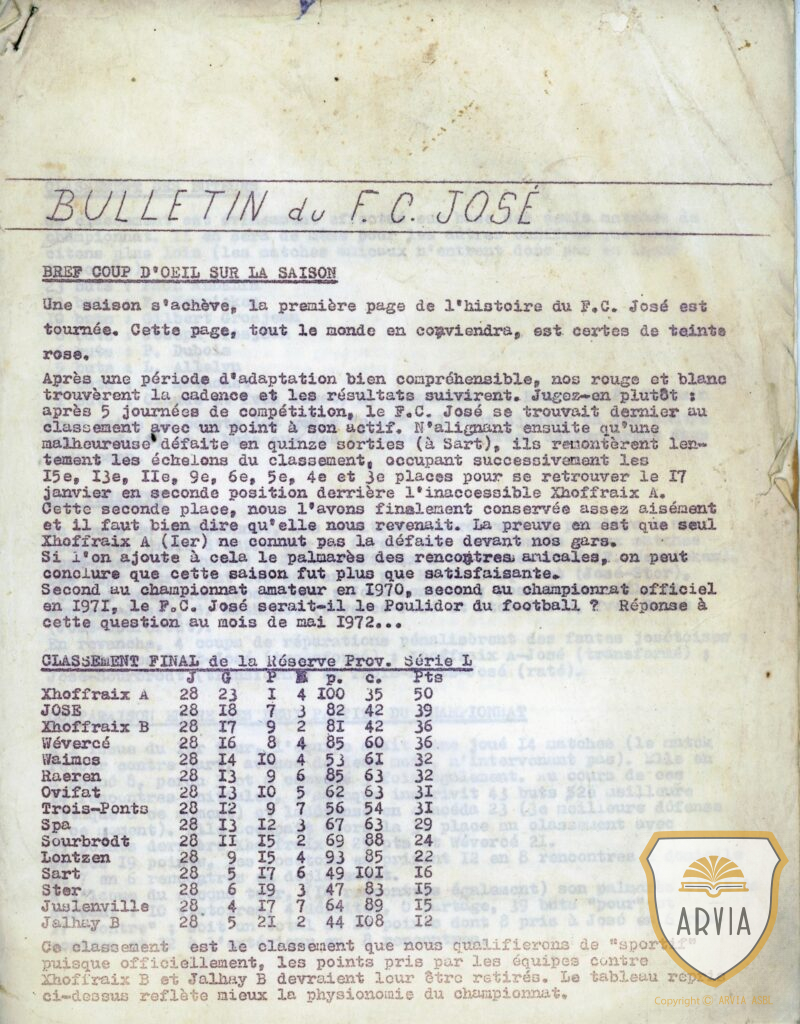 BULLETIN du F.C. JOSÉ
BREF COUP D'OEIL SUR LA SAISON
Une saison s'achève, la première page de l'histoire du F.C. José est
tournée. Cette page, tout le monde en conviendra, est certes de teinte
rose.
Après une période d'adaptation bien compréhensible, nos rouge et blanc
trouvèrent la cadence et les résultats suivirent. Jugez-en plutôt :
après 5 journées de compétition, le F.C. José se trouvait dernier au
classement avec un point à son actif. N'alignant ensuite qu'une
malheureuse défaite en quinze sorties (à Sart), ils remontèrent len-
tement les échelons du classement, occupant successivement les
I5e, I3e, IIe, 9e, 6e, 5e, 4e et 3e places pour se retrouver le I7
janvier en seconde position derrière l'inaccessible Xhoffraix A.
Cette seconde place, nous l'avons finalement conservée assez aisément
et il faut bien dire qu'elle nous revenait. La preuve en est que seul
Xhoffraix A (Ier) ne connut pas la défaite devant nos gars.
Si l'on ajoute à cela le palmarès des rencontres amicales, on peut
conclure que cette saison fut plus que satisfaisante.
Second au championnat amateur en I970, second au championnat officiel
en I97I, le F.C. José serait-il le Poulidor du football ? Réponse à
cette question au mois de mai I972...
CLASSEMENT FINAL de la Réserve Prov. Série L
J G P N p. c. Pts
Xhoffraix A 28 23 I 4 I00 35 50
JOSE 28 I8 7 3 82 42 39
Xhoffraix B 28 I7 9 2 8I 42 36
Wévercé 28 I6 8 4 85 60 36
Waimes 28 I4 I0 4 53 6I 32
Raeren 28 I3 9 6 85 63 32
Ovifat 28 I3 I0 5 62 63 3I
Trois-Ponts 28 I2 9 7 56 54 3I
Spa 28 I3 I2 3 67 63 29
Sourbrodt 28 II I5 2 69 88 24
Lontzen 28 9 I5 4 93 85 22
Sart 28 5 I7 6 49 I0I I6
Ster 28 6 I9 3 47 83 I5
Juslenville 28 4 I7 7 64 89 I5
Jalhay B 28 5 2I 2 44 I08 I2
Ce classement est le classement que nous qualifierons de "sportif"
puisque officiellement, les points pris par les équipes contre
Xhoffraix B et Jalhay B devraient leur être retirés. Le tableau repris
ci-dessus reflète mieux la physionomie du championnat.
ARVIA
Copyright © ARVIA ASBL